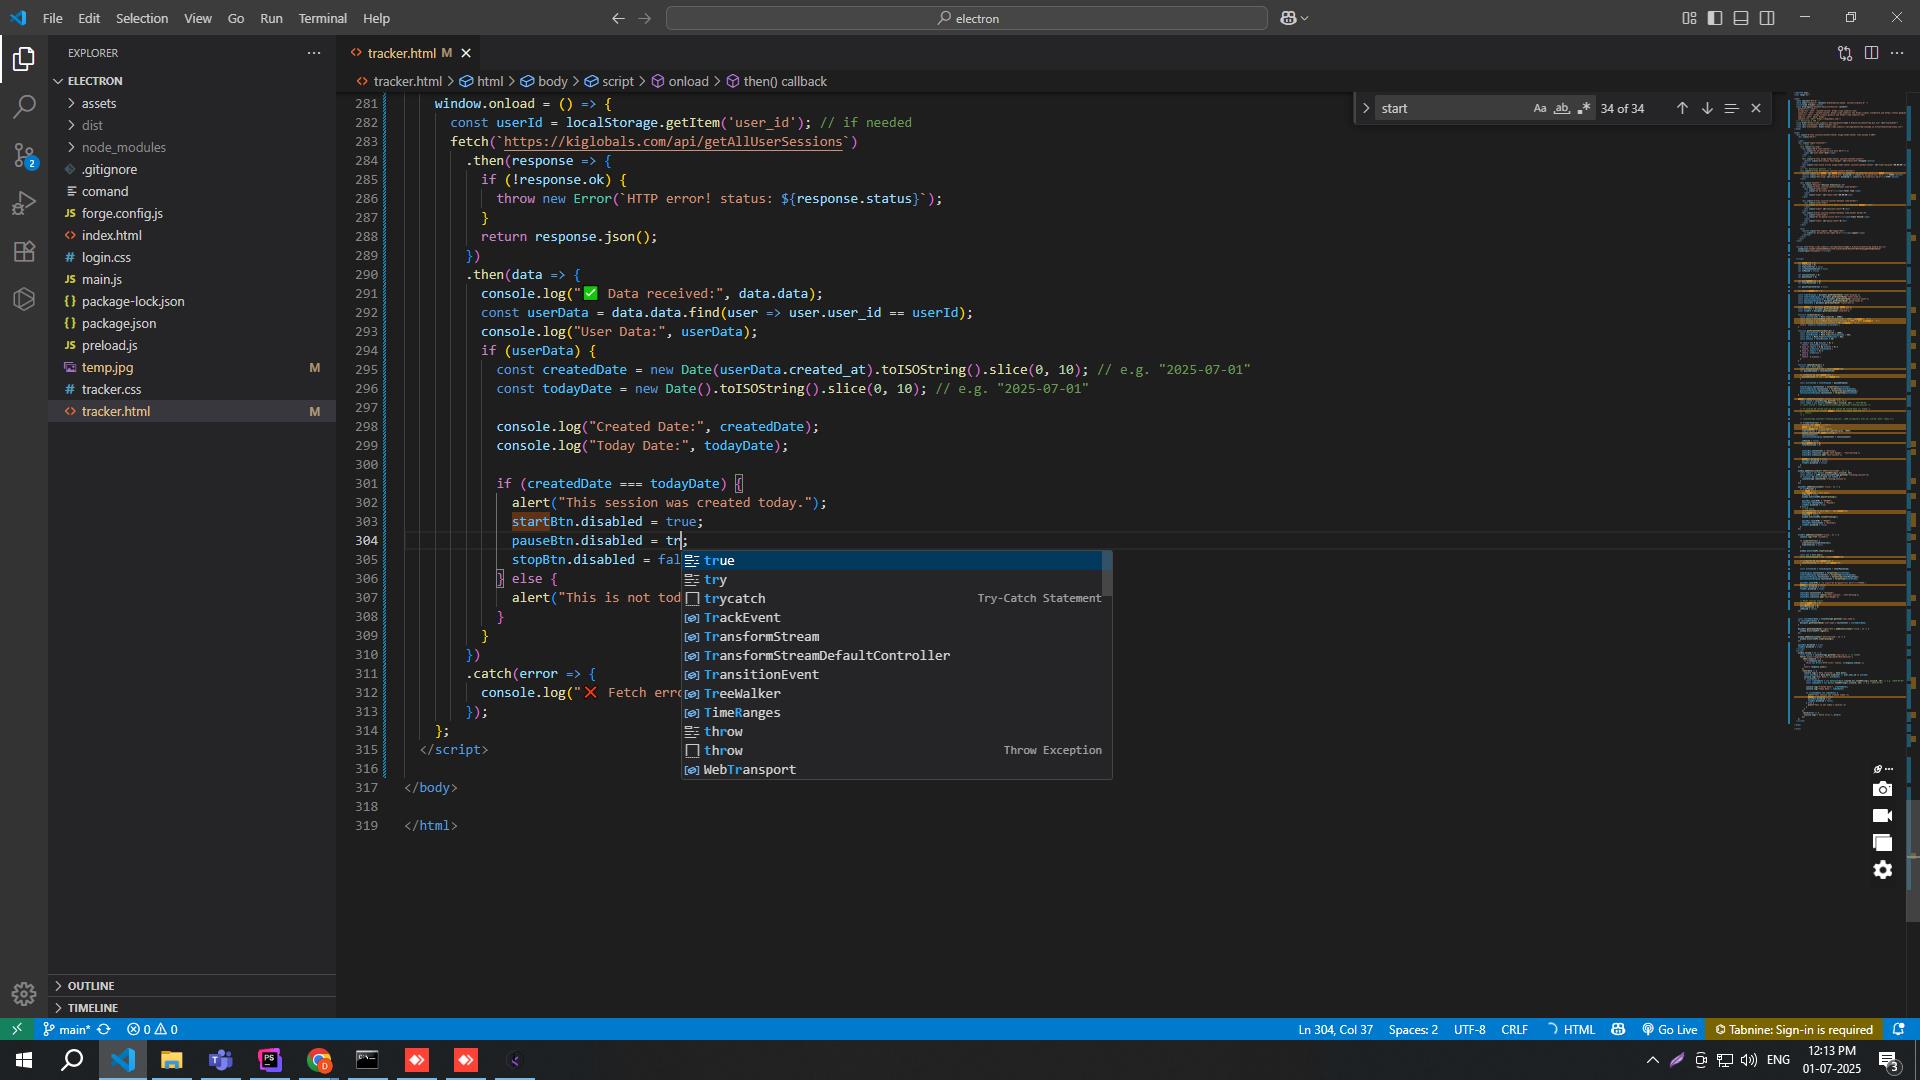 File Edit Selection View Go Run Terminal Help
electron
EXPLORER
ELECTRON
assets
dist
node_modules
.gitignore
comand
JS forge.config.js
index.html
# login.css
JS main.js
{} package-lock.json
{} package.json
JS preload.js
temp.jpg M
# tracker.css
tracker.html M
OUTLINE
TIMELINE
2
tracker.html M
tracker.html > html > body > script > onload > then() callback
start Aa ab 34 of 34
281 window.onload = () => {
282 const userId = localStorage.getItem('user_id'); // if needed
283 fetch(`https://kiglobals.com/api/getAllUserSessions`)
284 .then(response => {
285 if (!response.ok) {
286 throw new Error(`HTTP error! status: ${response.status}`);
287 }
288 return response.json();
289 })
290 .then(data => {
291 console.log("✅ Data received:", data.data);
292 const userData = data.data.find(user => user.user_id == userId);
293 console.log("User Data:", userData);
294 if (userData) {
295 const createdDate = new Date(userData.created_at).toISOString().slice(0, 10); // e.g. "2025-07-01"
296 const todayDate = new Date().toISOString().slice(0, 10); // e.g. "2025-07-01"
297
298 console.log("Created Date:", createdDate);
299 console.log("Today Date:", todayDate);
300
301 if (createdDate === todayDate) {
302 alert("This session was created today.");
303 startBtn.disabled = true;
304 pauseBtn.disabled = tr;
305 stopBtn.disabled = fal
306 } else {
307 alert("This is not tod
308 }
309 }
310 })
311 .catch(error => {
312 console.log("❌ Fetch erro
313 });
314 };
315 </script>
316
317 </body>
318
319 </html>
true
try
trycatch Try-Catch Statement
TrackEvent
TransformStream
TransformStreamDefaultController
TransitionEvent
TreeWalker
TimeRanges
throw
throw Throw Exception
WebTransport
main* 0 0 Ln 304, Col 37 Spaces: 2 UTF-8 CRLF HTML Go Live Tabnine: Sign-in is required
PS
D
ENG
12:13 PM
01-07-2025
3